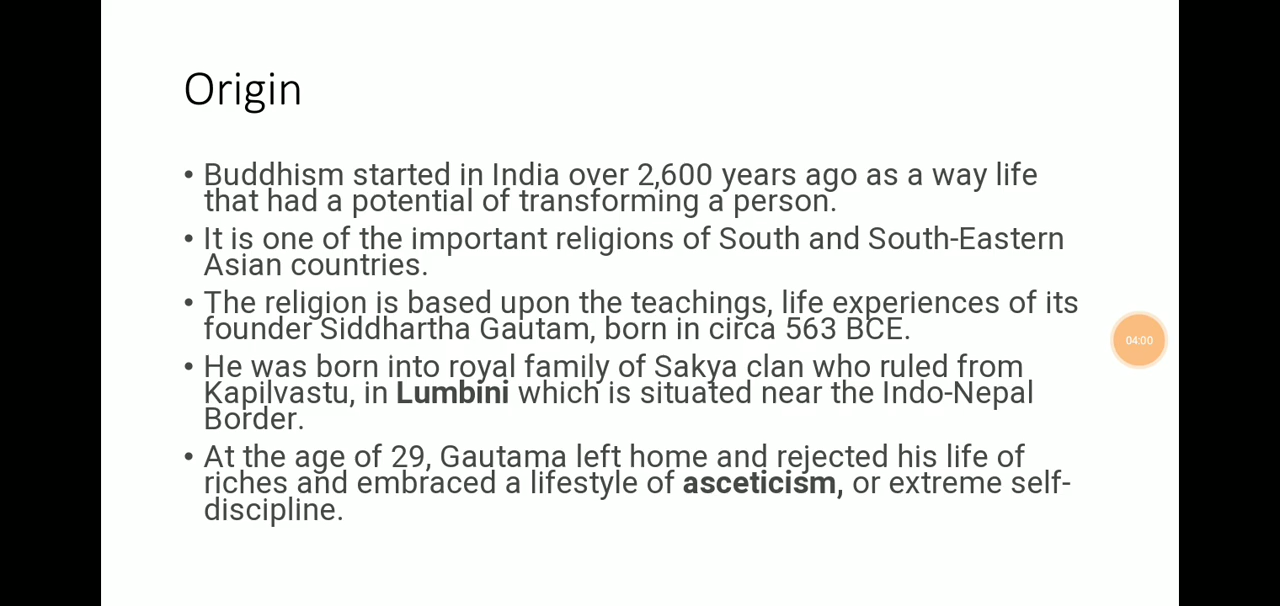 Origin
• Buddhism started in India over 2,600 years ago as a way life
that had a potential of transforming a person.
• It is one of the important religions of South and South-Eastern
Asian countries.
• The religion is based upon the teachings, life experiences of its
founder Siddhartha Gautam, born in circa 563 BCE.
• He was born into royal family of Sakya clan who ruled from
Kapilvastu, in Lumbini which is situated near the Indo-Nepal
Border.
• At the age of 29, Gautama left home and rejected his life of
riches and embraced a lifestyle of asceticism, or extreme self-
discipline.
04:00